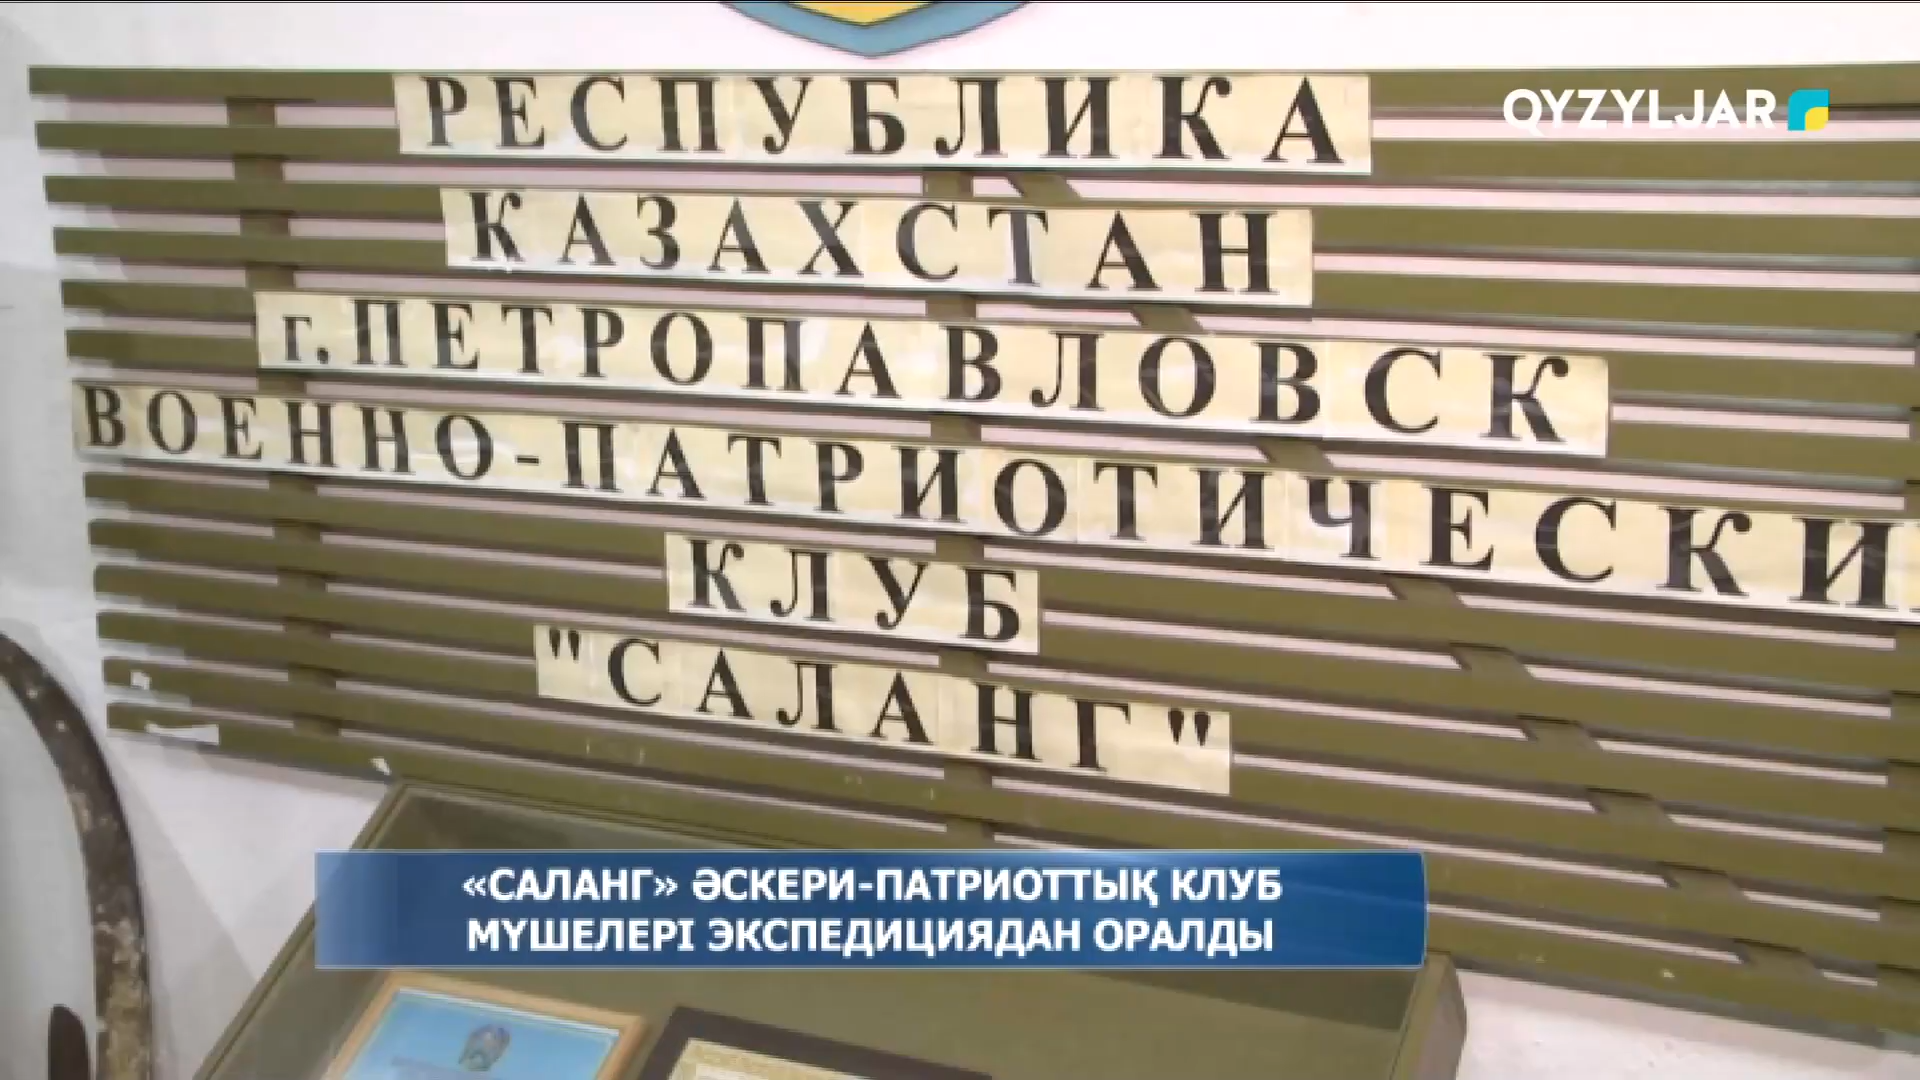 QYZYLJAR
РЕСПУБЛИКА
КАЗАХСТАН
г. ПЕТРОПАВЛОВСК
ВОЕННО-ПАТРИОТИЧЕСКИ
КЛУБ
"САЛАНГ"
«САЛАНГ» ӘСКЕРИ-ПАТРИОТТЫҚ КЛУБ
МҮШЕЛЕРІ ЭКСПЕДИЦИЯДАН ОРАЛДЫ